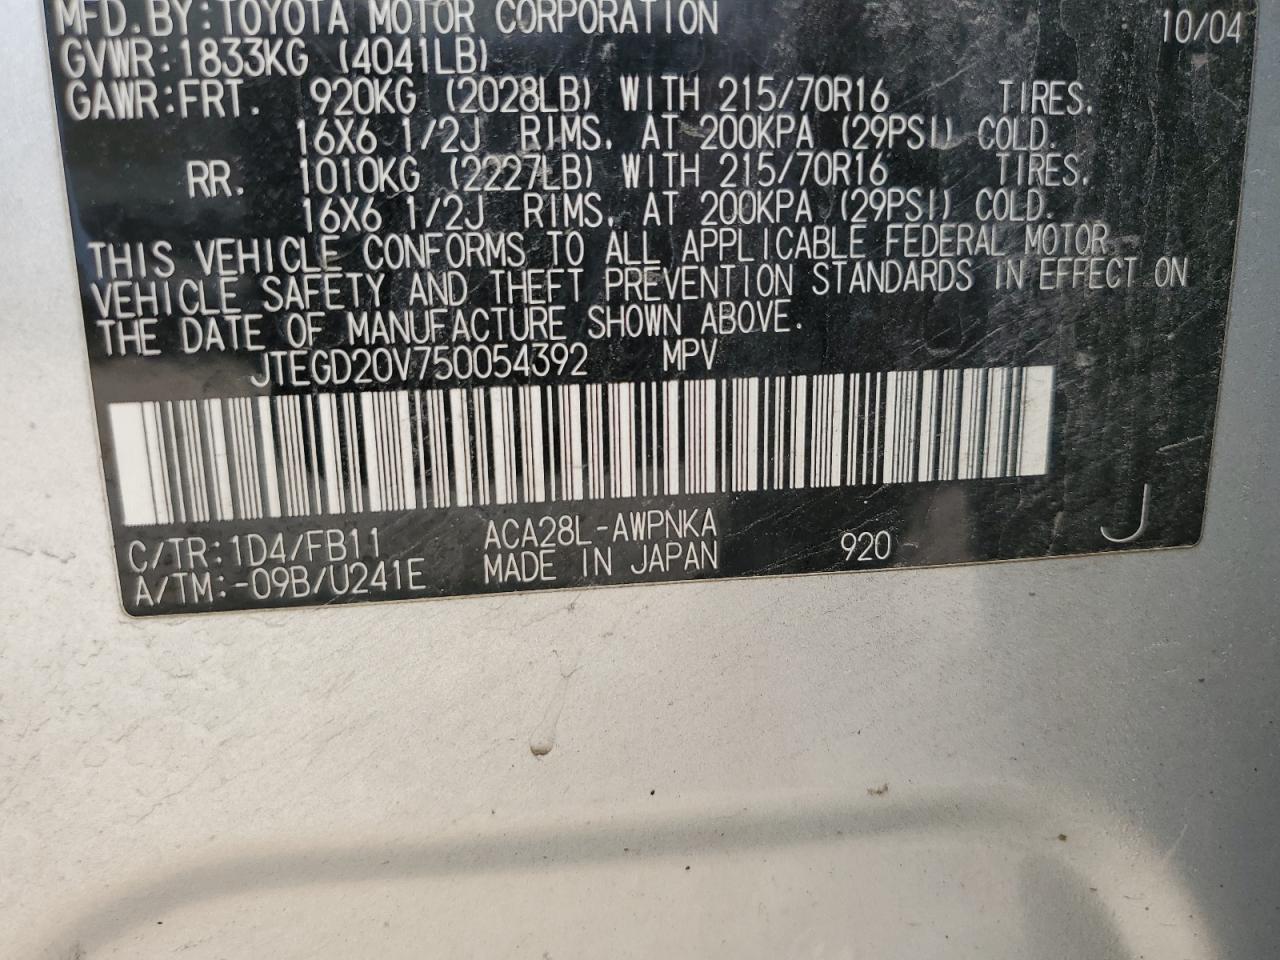 MFD.BY:TOYOTA MOTOR CORPORATION 10/04
GVWR:1833KG (4041LB)
GAWR:FRT. 920KG (2028LB) WITH 215/70R16 TIRES.
16X6 1/2J RIMS, AT 200KPA (29PSI) COLD.
RR. 1010KG (2227LB) WITH 215/70R16 TIRES,
16X6 1/2J RIMS, AT 200KPA (29PSI) COLD.
THIS VEHICLE CONFORMS TO ALL APPLICABLE FEDERAL MOTOR
VEHICLE SAFETY AND THEFT PREVENTION STANDARDS IN EFFECT ON
THE DATE OF MANUFACTURE SHOWN ABOVE.
JTEGD20V750054392 MPV
C/TR:1D4/FB11 ACA28L-AWPNKA 920 J
A/TM:-09B/U241E MADE IN JAPAN